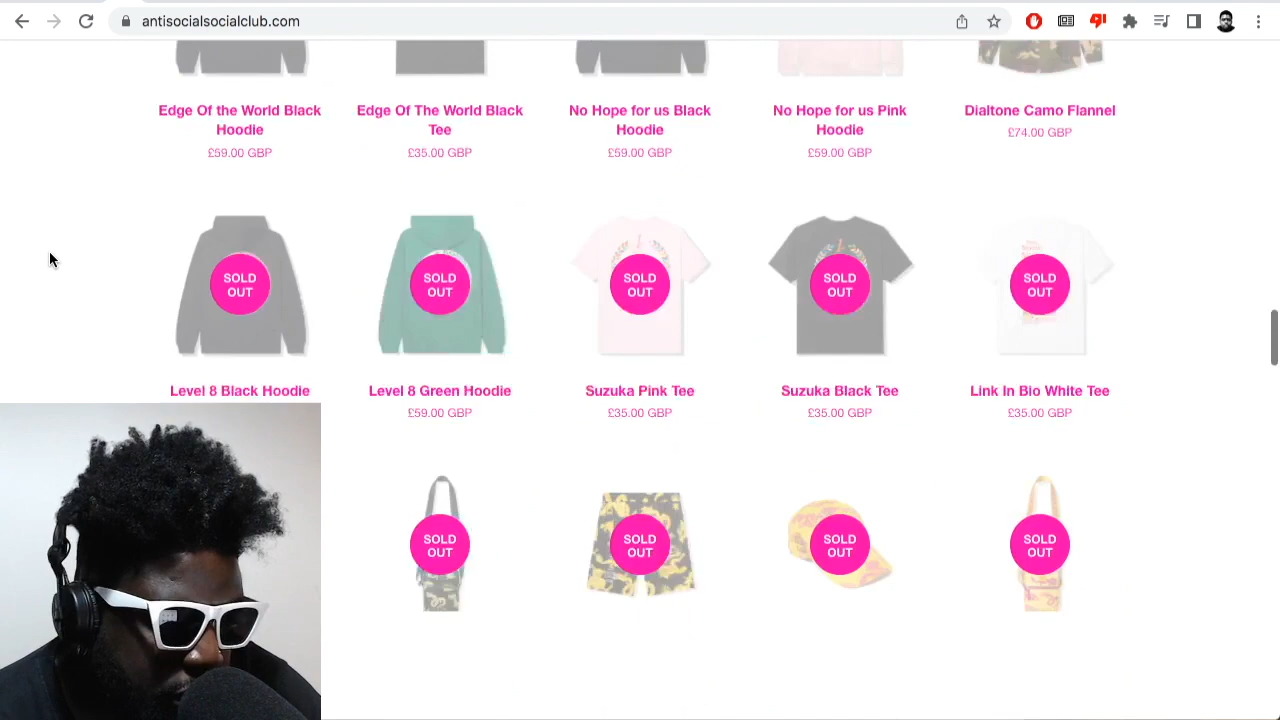 antisocialsocialclub.com
Edge Of the World Black
Hoodie
£59.00 GBP
Edge Of The World Black
Tee
£35.00 GBP
No Hope for us Black
Hoodie
£59.00 GBP
No Hope for us Pink
Hoodie
£59.00 GBP
Dialtone Camo Flannel
£74.00 GBP
SOLD
OUT
Level 8 Black Hoodie
SOLD
OUT
Level 8 Green Hoodie
£59.00 GBP
SOLD
OUT
Suzuka Pink Tee
£35.00 GBP
SOLD
OUT
Suzuka Black Tee
£35.00 GBP
SOLD
OUT
Link In Bio White Tee
£35.00 GBP
SOLD
OUT
SOLD
OUT
SOLD
OUT
SOLD
OUT